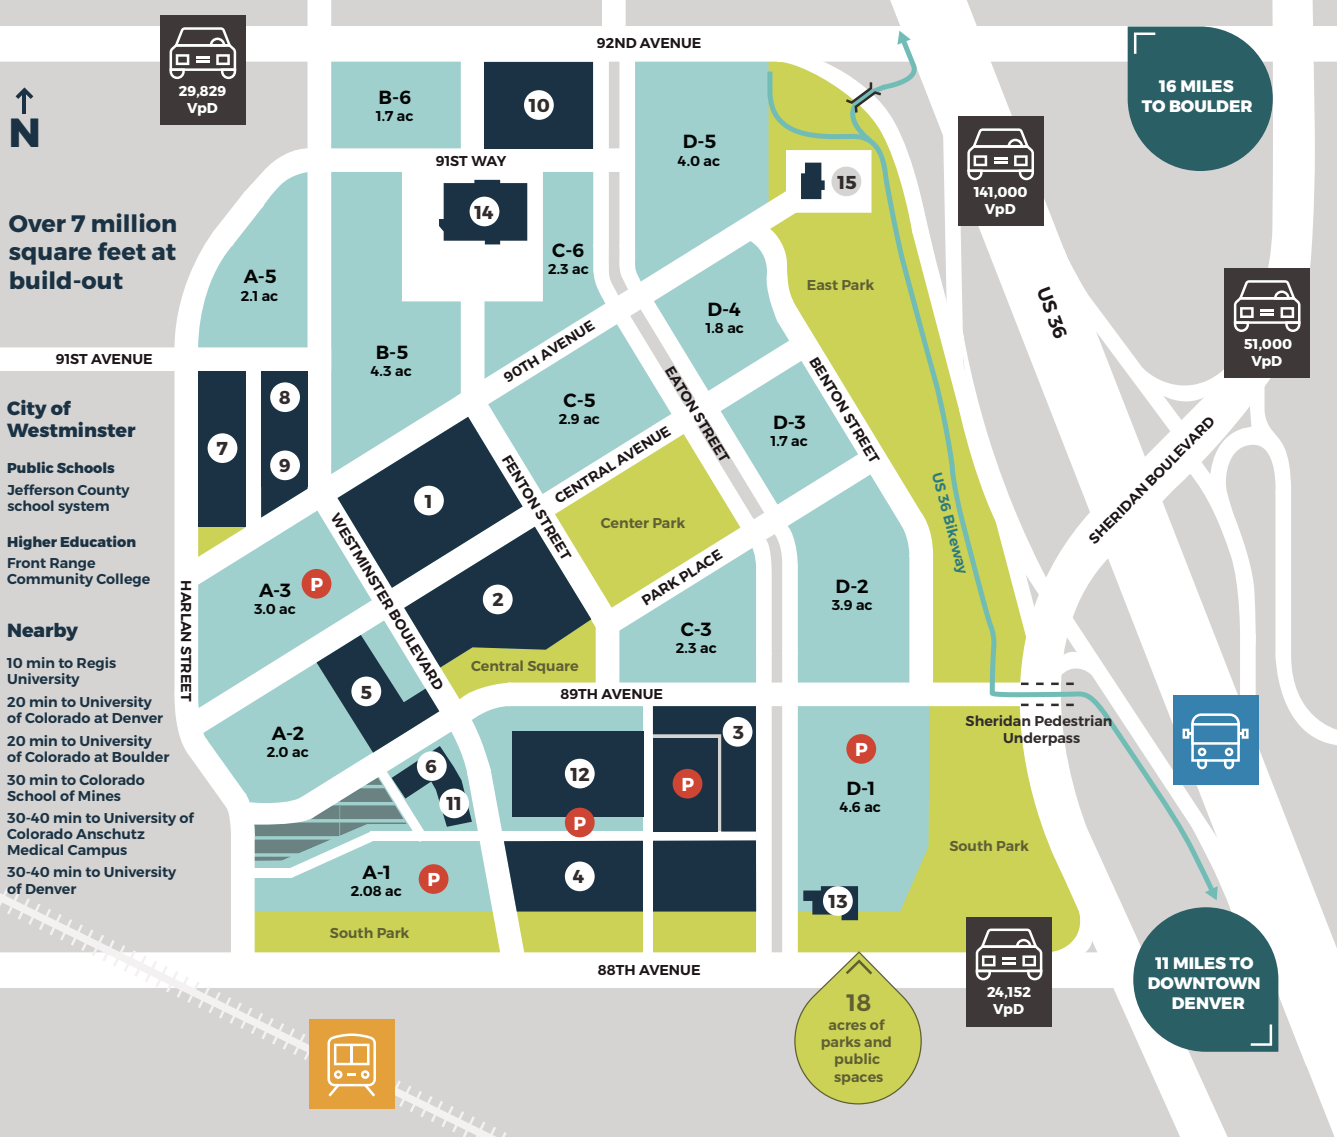 92ND AVENUE
29,829
VpD
N
B-6
1.7 ac
10
D-5
4.0 ac
16 MILES
TO BOULDER
91ST WAY
141,000
VpD
15
14
Over 7 million
square feet at
build-out
A-5
2.1 ac
C-6
2.3 ac
East Park
US 36
51,000
VpD
D-4
1.8 ac
90TH AVENUE
91ST AVENUE
B-5
4.3 ac
EATON STREET
BENTON STREET
City of
Westminster
8
7
9
C-5
2.9 ac
D-3
1.7 ac
SHERIDAN BOULEVARD
Public Schools
Jefferson County
school system
1
FENTON STREET
CENTRAL AVENUE
Center Park
US 36 Bikeway
Higher Education
Front Range
Community College
WESTMINSTER BOULEVARD
HARLAN STREET
A-3
3.0 ac
P
2
PARK PLACE
D-2
3.9 ac
C-3
2.3 ac
Nearby
10 min to Regis
University
20 min to University
of Colorado at Denver
20 min to University
of Colorado at Boulder
30 min to Colorado
School of Mines
30-40 min to University of
Colorado Anschutz
Medical Campus
30-40 min to University
of Denver
5
Central Square
89TH AVENUE
A-2
2.0 ac
Sheridan Pedestrian
Underpass
3
6
12
P
P
D-1
4.6 ac
11
P
A-1
2.08 ac
P
4
South Park
13
South Park
88TH AVENUE
24,152
VpD
11 MILES TO
DOWNTOWN
DENVER
18
acres of
parks and
public
spaces